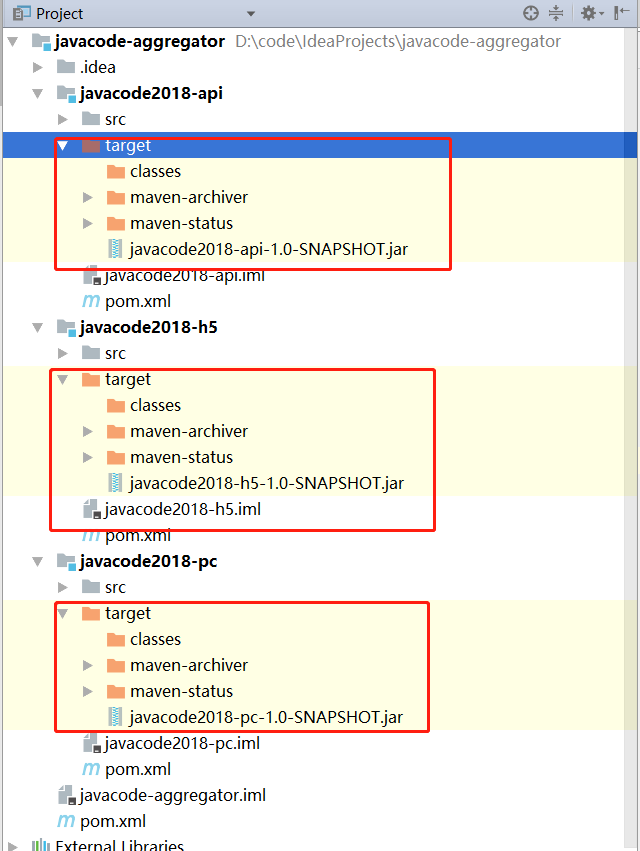 Project
javacode-aggregator D:\code\IdeaProjects\javacode-aggregator
.idea
javacode2018-api
src
target
classes
maven-archiver
maven-status
javacode2018-api-1.0-SNAPSHOT.jar
javacode2018-api.iml
pom.xml
javacode2018-h5
src
target
classes
maven-archiver
maven-status
javacode2018-h5-1.0-SNAPSHOT.jar
javacode2018-h5.iml
pom.xml
javacode2018-pc
src
target
classes
maven-archiver
maven-status
javacode2018-pc-1.0-SNAPSHOT.jar
javacode2018-pc.iml
pom.xml
javacode-aggregator.iml
pom.xml
External Libraries